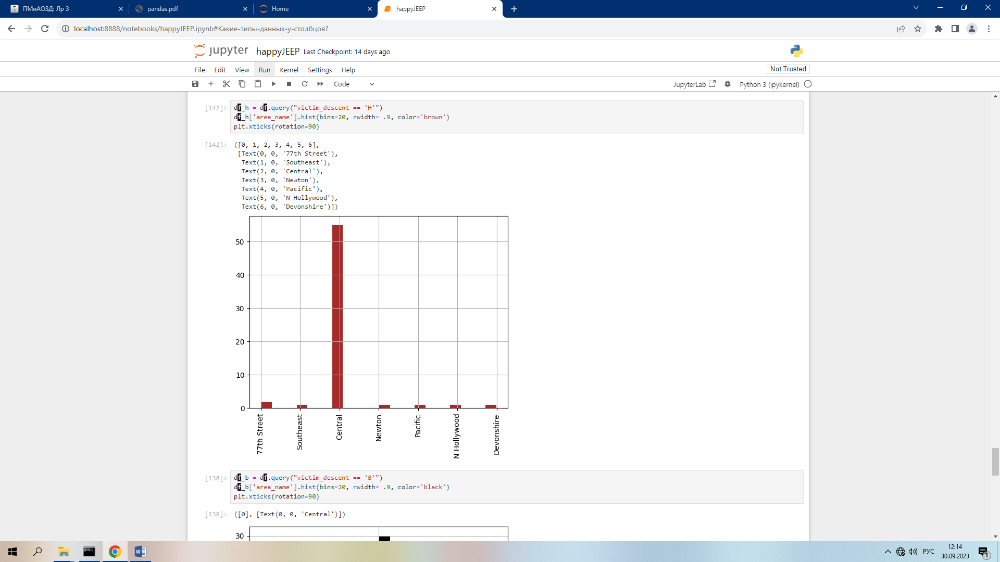 ПМиАОЗД: Лр 3
pandas.pdf
Home
happyJEEP
localhost:8888/notebooks/happyJEEP.ipynb#Какие-типы-данных-у-столбцов?
jupyter happyJEEP Last Checkpoint: 14 days ago
File Edit View Run Kernel Settings Help
Not Trusted
Code
JupyterLab
Python 3 (ipykernel)
[142]: df_h = df.query("victim_descent == 'H'")
df_h['area_name'].hist(bins=20, rwidth= .9, color='brown')
plt.xticks(rotation=90)
[142]: ([0, 1, 2, 3, 4, 5, 6],
[Text(0, 0, '77th Street'),
Text(1, 0, 'Southeast'),
Text(2, 0, 'Central'),
Text(3, 0, 'Newton'),
Text(4, 0, 'Pacific'),
Text(5, 0, 'N Hollywood'),
Text(6, 0, 'Devonshire')])
50
40
30
20
10
0
77th Street
Southeast
Central
Newton
Pacific
N Hollywood
Devonshire
[138]: df_b = df.query("victim_descent == 'B'")
df_b['area_name'].hist(bins=20, rwidth= .9, color='black')
plt.xticks(rotation=90)
[138]: ([0], [Text(0, 0, 'Central')])
30
РУС
12:14
30.09.2023
1